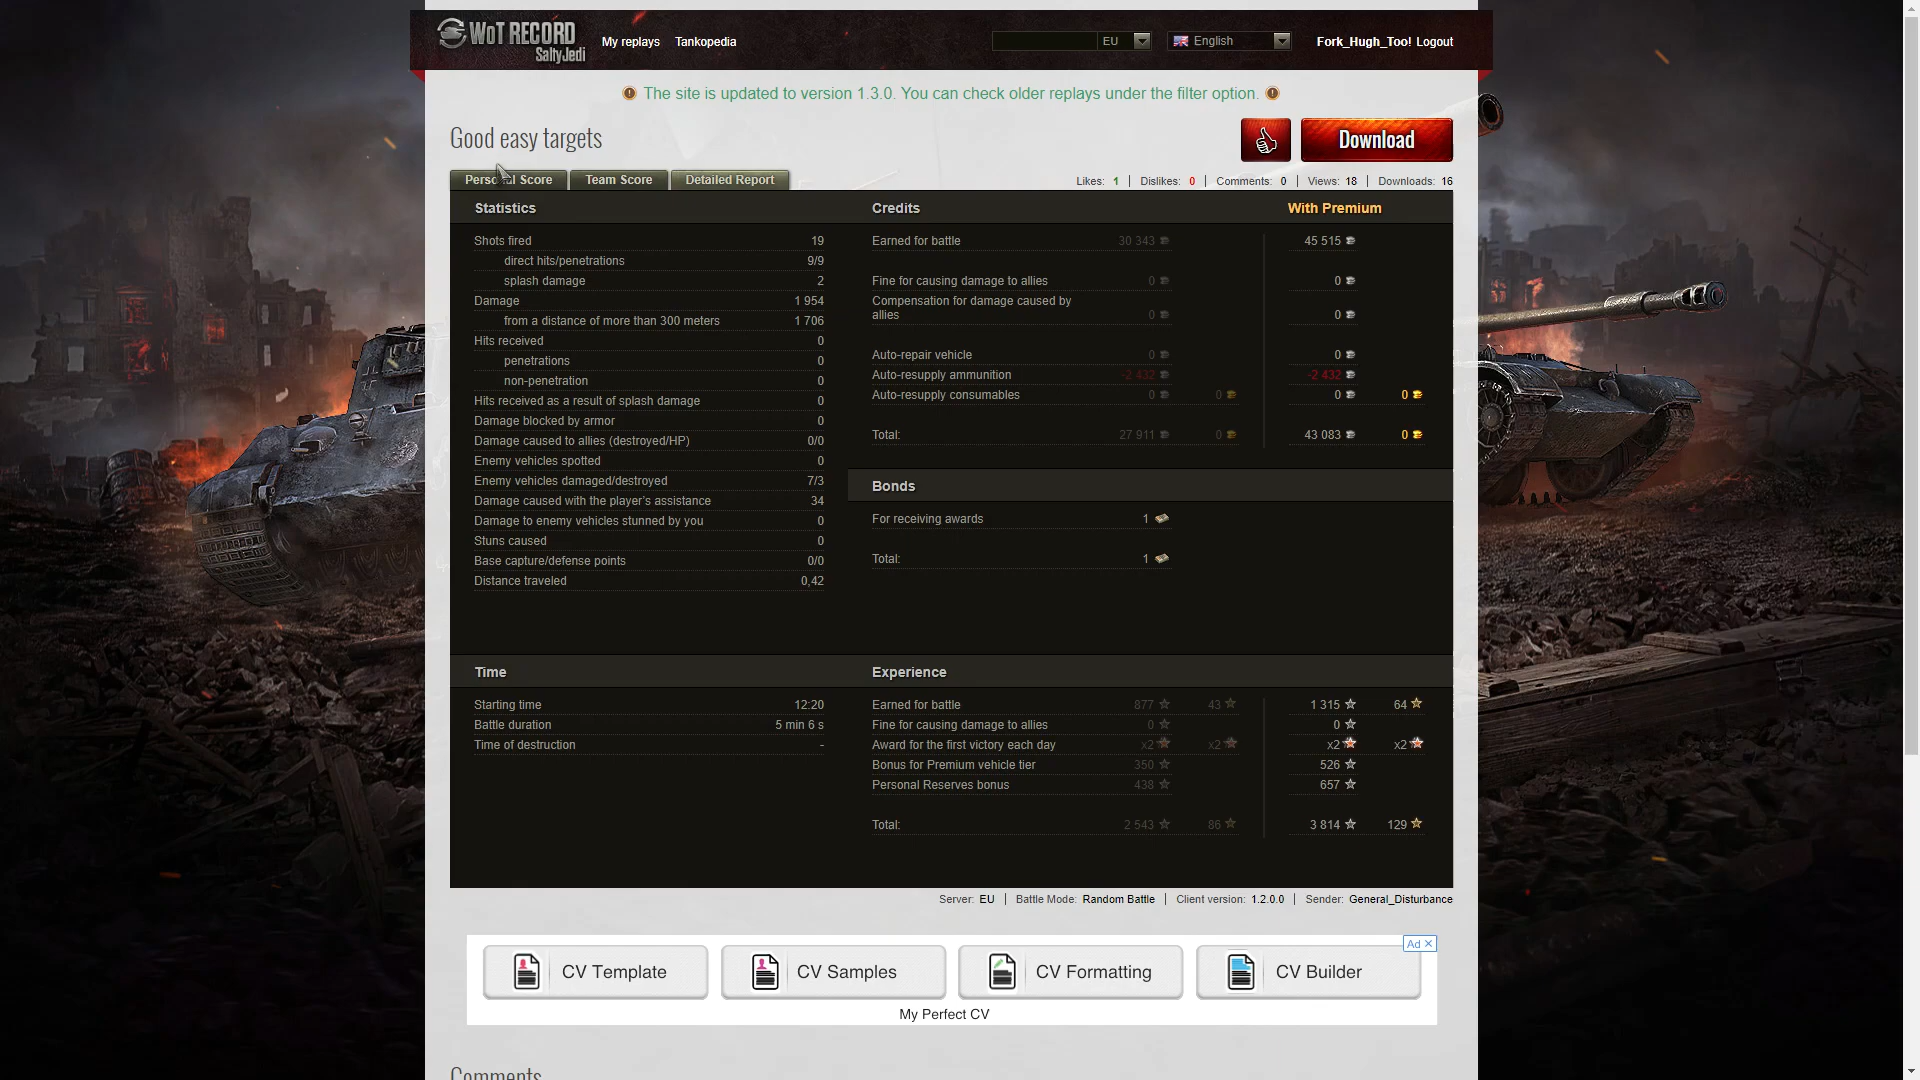 WOT RECORD
SaltyJedi
My replays Tankopedia
EU English Fork_Hugh_Too! Logout
The site is updated to version 1.3.0. You can check older replays under the filter option.
Good easy targets
Download
Personal Score Team Score Detailed Report
Likes: 1 | Dislikes: 0 | Comments: 0 | Views: 18 | Downloads: 16
Statistics
Shots fired 19
direct hits/penetrations 9/9
splash damage 2
Damage 1 954
from a distance of more than 300 meters 1 706
Hits received 0
penetrations 0
non-penetration 0
Hits received as a result of splash damage 0
Damage blocked by armor 0
Damage caused to allies (destroyed/HP) 0/0
Enemy vehicles spotted 0
Enemy vehicles damaged/destroyed 7/3
Damage caused with the player's assistance 34
Damage to enemy vehicles stunned by you 0
Stuns caused 0
Base capture/defense points 0/0
Distance traveled 0,42
Credits With Premium
Earned for battle 30 343 45 515
Fine for causing damage to allies 0 0
Compensation for damage caused by
allies 0 0
Auto-repair vehicle 0 0
Auto-resupply ammunition -2 432 -2 432
Auto-resupply consumables 0 0 0 0
Total: 27 911 0 43 083 0
Bonds
For receiving awards 1
Total: 1
Time
Starting time 12:20
Battle duration 5 min 6 s
Time of destruction -
Experience
Earned for battle 877 43 1 315 64
Fine for causing damage to allies 0 0
Award for the first victory each day x2 x2 x2 x2
Bonus for Premium vehicle tier 350 526
Personal Reserves bonus 438 657
Total: 2 543 86 3 814 129
Server: EU | Battle Mode: Random Battle | Client version: 1.2.0.0 | Sender: General_Disturbance
Ad X
CV Template CV Samples CV Formatting CV Builder
My Perfect CV
Comments